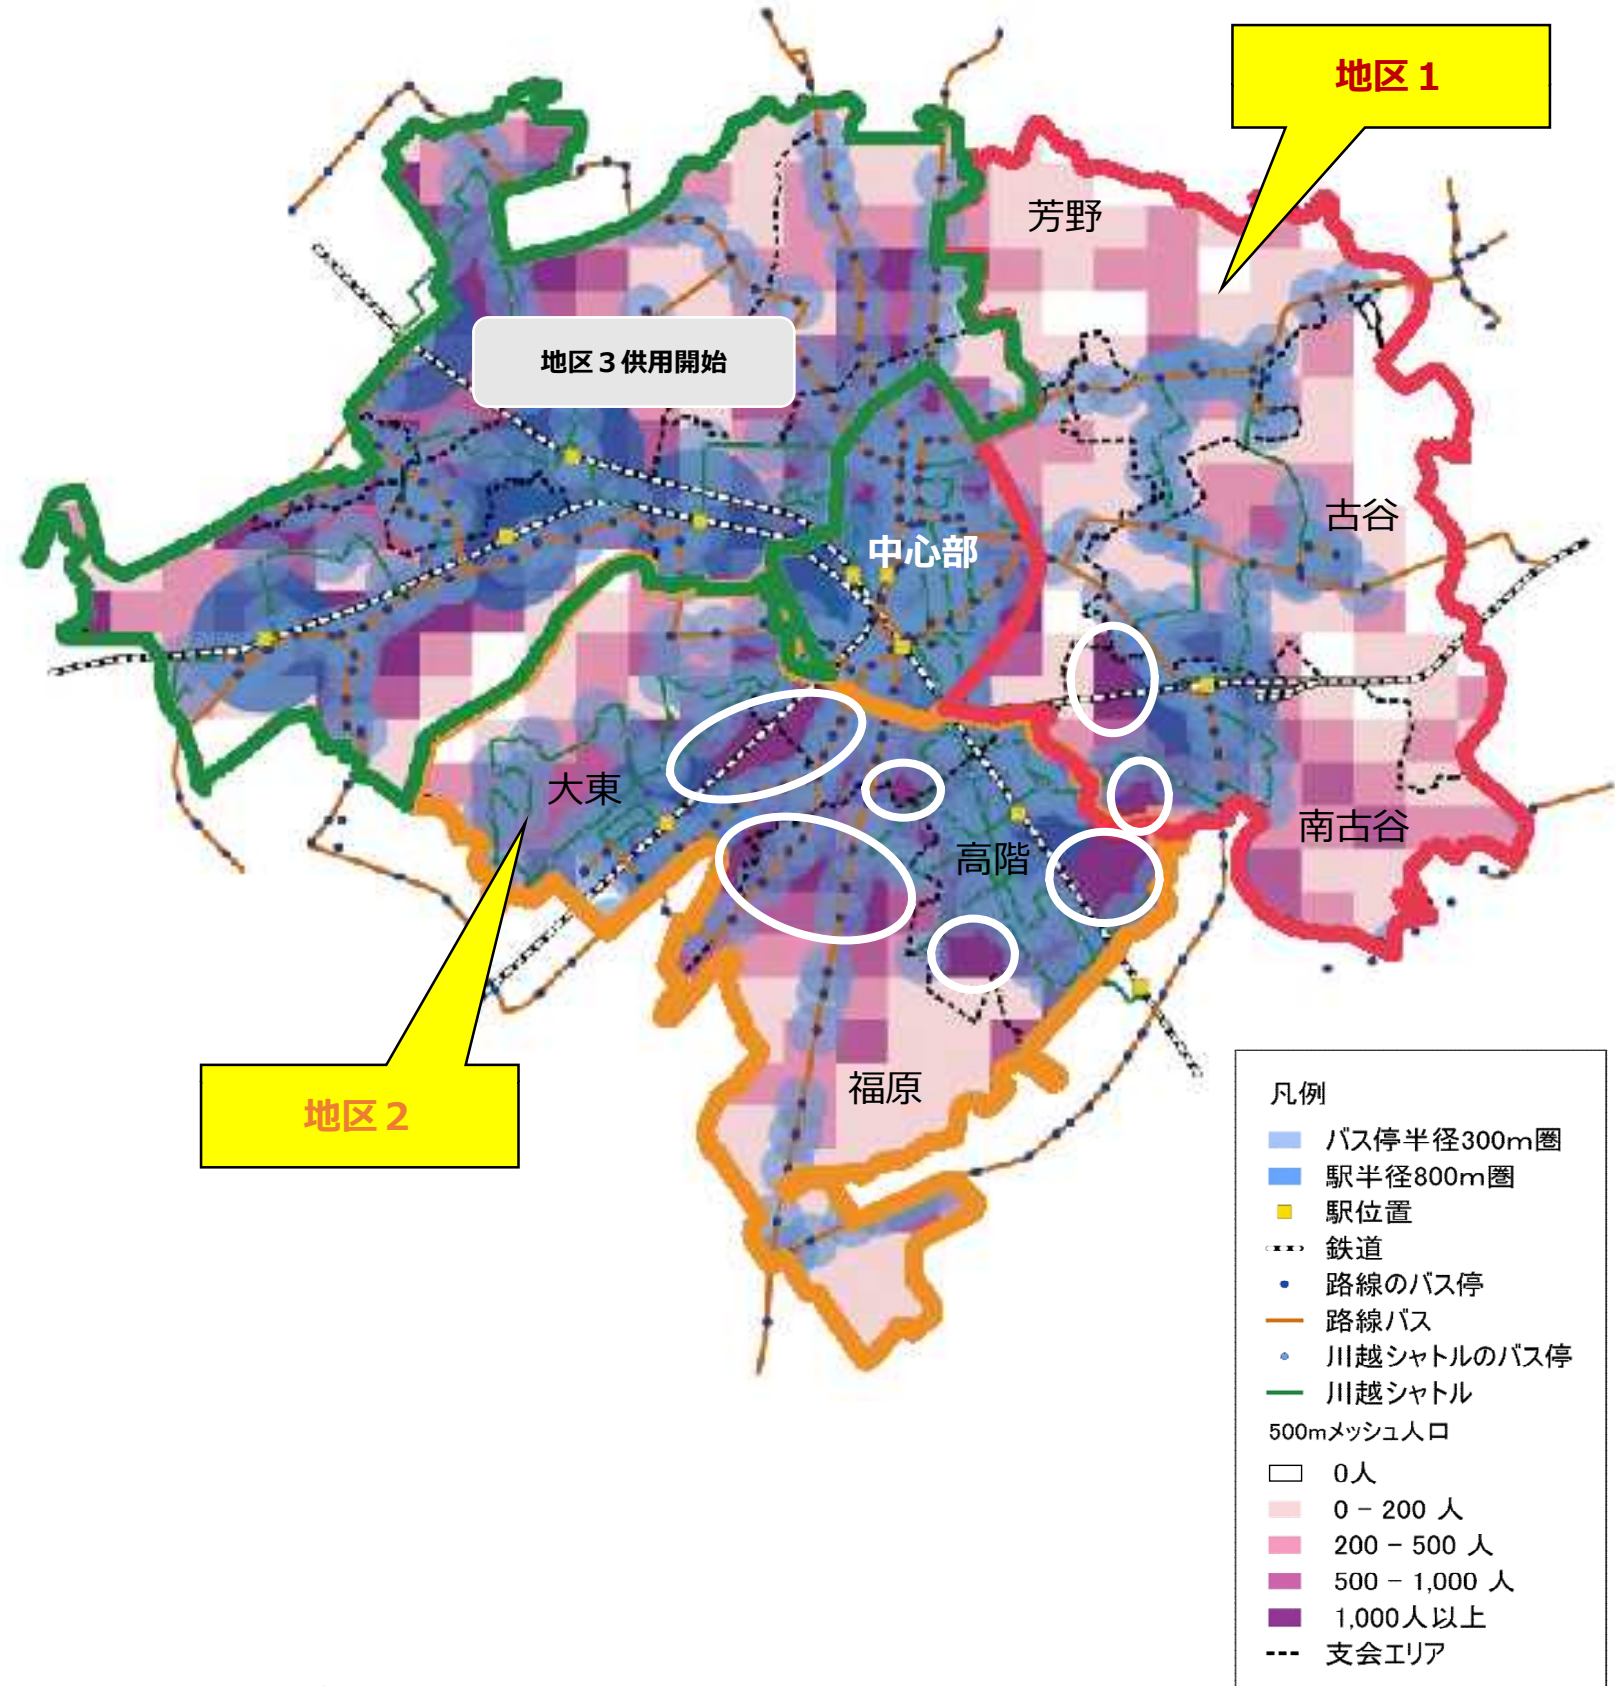 地区１
芳野
地区３供用開始
古谷
中心部
大東
南古谷
高階
福原
地区２
凡例
バス停半径300m圏
駅半径800m圏
駅位置
鉄道
路線のバス停
路線バス
川越シャトルのバス停
川越シャトル
500mメッシュ人口
0人
0 - 200 人
200 - 500 人
500 - 1,000 人
1,000人以上
支会エリア